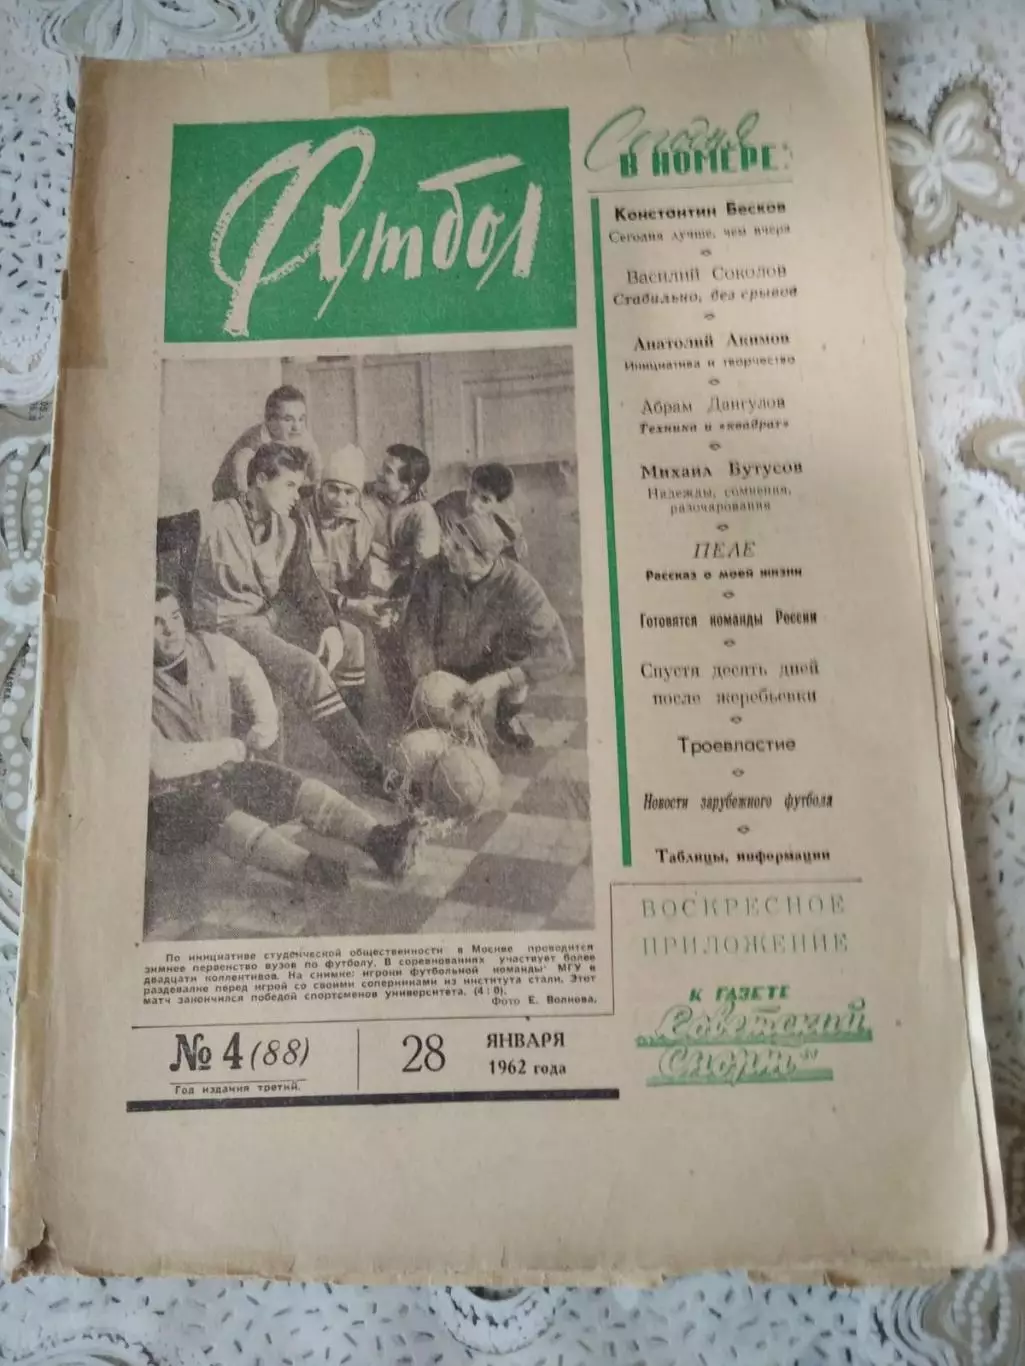 Футбол
Сегодня
В НОМЕРЕ:
Константин Бесков
Сегодня лучше, чем вчера
Василий Соколов
Стабильно, без срывов
Анатолий Акимов
Инициатива и творчество
Абрам Дангулов
Техника и «квадрат»
Михаил Бутусов
Надежды, сомнения,
разочарования
ПЕЛЕ
Рассказ о моей жизни
Готовятся команды России
Спустя десять дней
после жеребьевки
Троевластие
Новости зарубежного футбола
Таблицы, информации
ВОСКРЕСНОЕ
ПРИЛОЖЕНИЕ
К ГАЗЕТЕ
„Советский
Спорт"
По инициативе студенческой общественности в Москве проводится
зимнее первенство вузов по футболу. В соревнованиях участвует более
двадцати коллективов. На снимке: игроки футбольной команды МГУ в
раздевалке перед игрой со своими соперниками из института стали. Этот
матч закончился победой спортсменов университета. (4:0).
Фото Е. Волкова.
№ 4 (88)
Год издания третий.
28
ЯНВАРЯ
1962 года